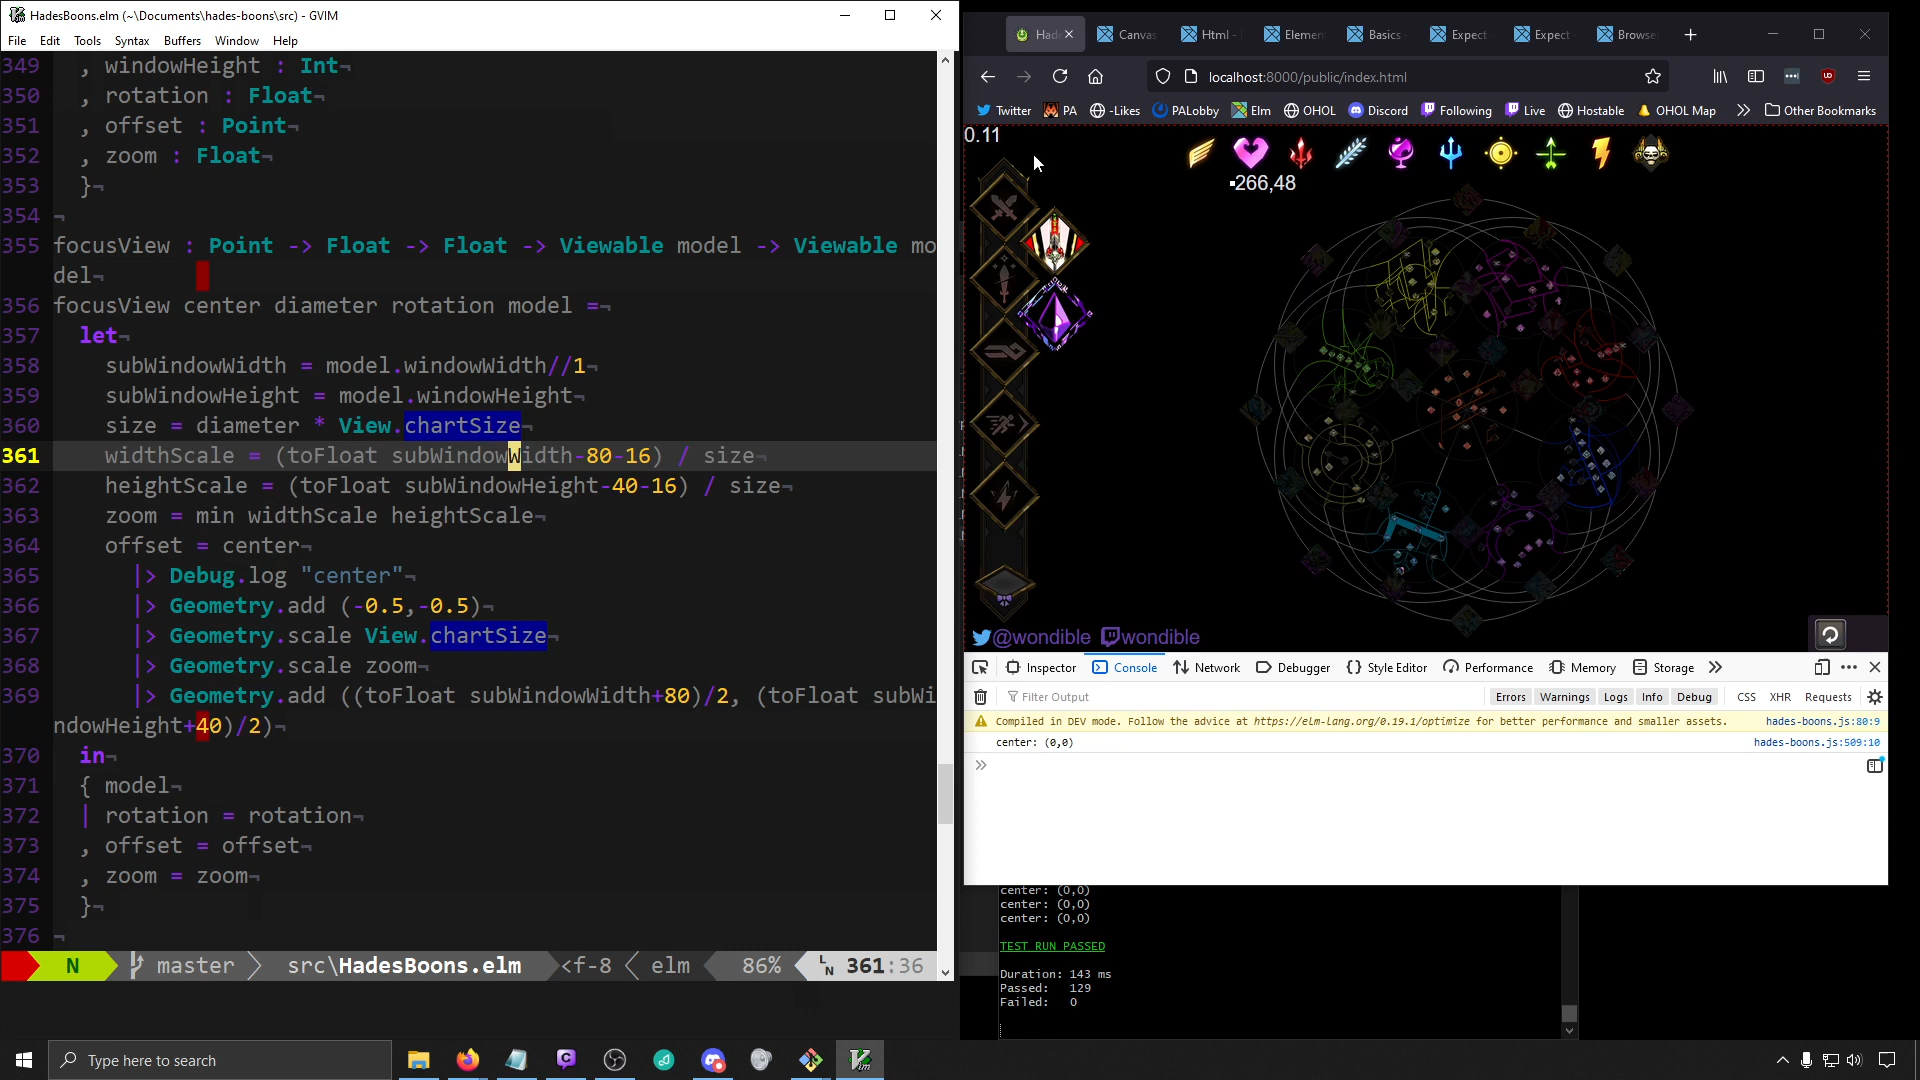 HadesBoons.elm (~\Documents\hades-boons\src) - GVIM
File Edit Tools Syntax Buffers Window Help
349 , windowHeight : Int¬
350 , rotation : Float¬
351 , offset : Point¬
352 , zoom : Float¬
353 }¬
354 ¬
355 focusView : Point -> Float -> Float -> Viewable model -> Viewable mo
del¬
356 focusView center diameter rotation model =¬
357 let¬
358 subWindowWidth = model.windowWidth//1¬
359 subWindowHeight = model.windowHeight¬
360 size = diameter * View.chartSize¬
361 widthScale = (toFloat subWindowWidth-80-16) / size¬
362 heightScale = (toFloat subWindowHeight-40-16) / size¬
363 zoom = min widthScale heightScale¬
364 offset = center¬
365 |> Debug.log "center"¬
366 |> Geometry.add (-0.5,-0.5)¬
367 |> Geometry.scale View.chartSize¬
368 |> Geometry.scale zoom¬
369 |> Geometry.add ((toFloat subWindowWidth+80)/2, (toFloat subWi
ndowHeight+40)/2)¬
370 in¬
371 { model¬
372 | rotation = rotation¬
373 , offset = offset¬
374 , zoom = zoom¬
375 }¬
376 ¬
N master src\HadesBoons.elm <f-8 elm 86% LN 361:36
Had Canvas Html - Elemen Basics Expect Expect Browse
localhost:8000/public/index.html
Twitter PA -Likes PALobby Elm OHOL Discord Following Live Hostable OHOL Map Other Bookmarks
0.11
-266,48
@wondible wondible
Inspector Console Network Debugger Style Editor Performance Memory Storage
Filter Output Errors Warnings Logs Info Debug CSS XHR Requests
Compiled in DEV mode. Follow the advice at https://elm-lang.org/0.19.1/optimize for better performance and smaller assets. hades-boons.js:80:9
center: (0,0) hades-boons.js:509:10
center: (0,0)
center: (0,0)
center: (0,0)
TEST RUN PASSED
Duration: 143 ms
Passed: 129
Failed: 0
Type here to search